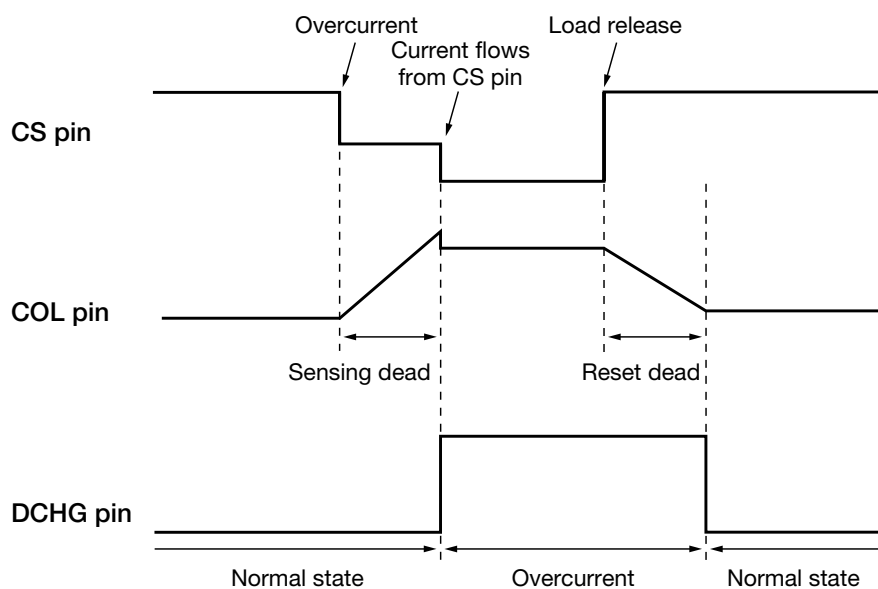 Overcurrent
Load release
Current flows
from CS pin
CS pin
COL pin
Sensing dead
Reset dead
DCHG pin
Normal state
Overcurrent
Normal state